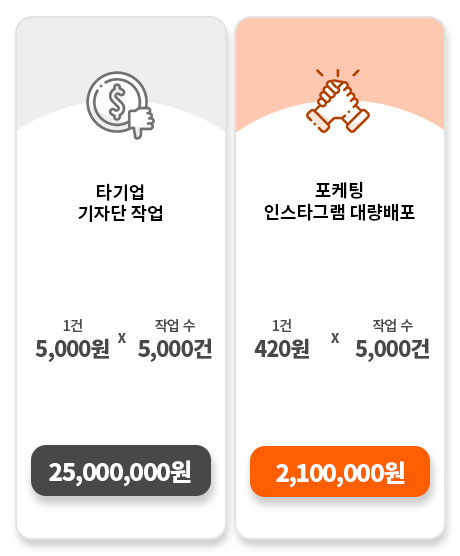 타기업
기자단 작업
1건
5,000원
x
작업 수
5,000건
25,000,000원
포케팅
인스타그램 대량배포
1건
420원
x
작업 수
5,000건
2,100,000원